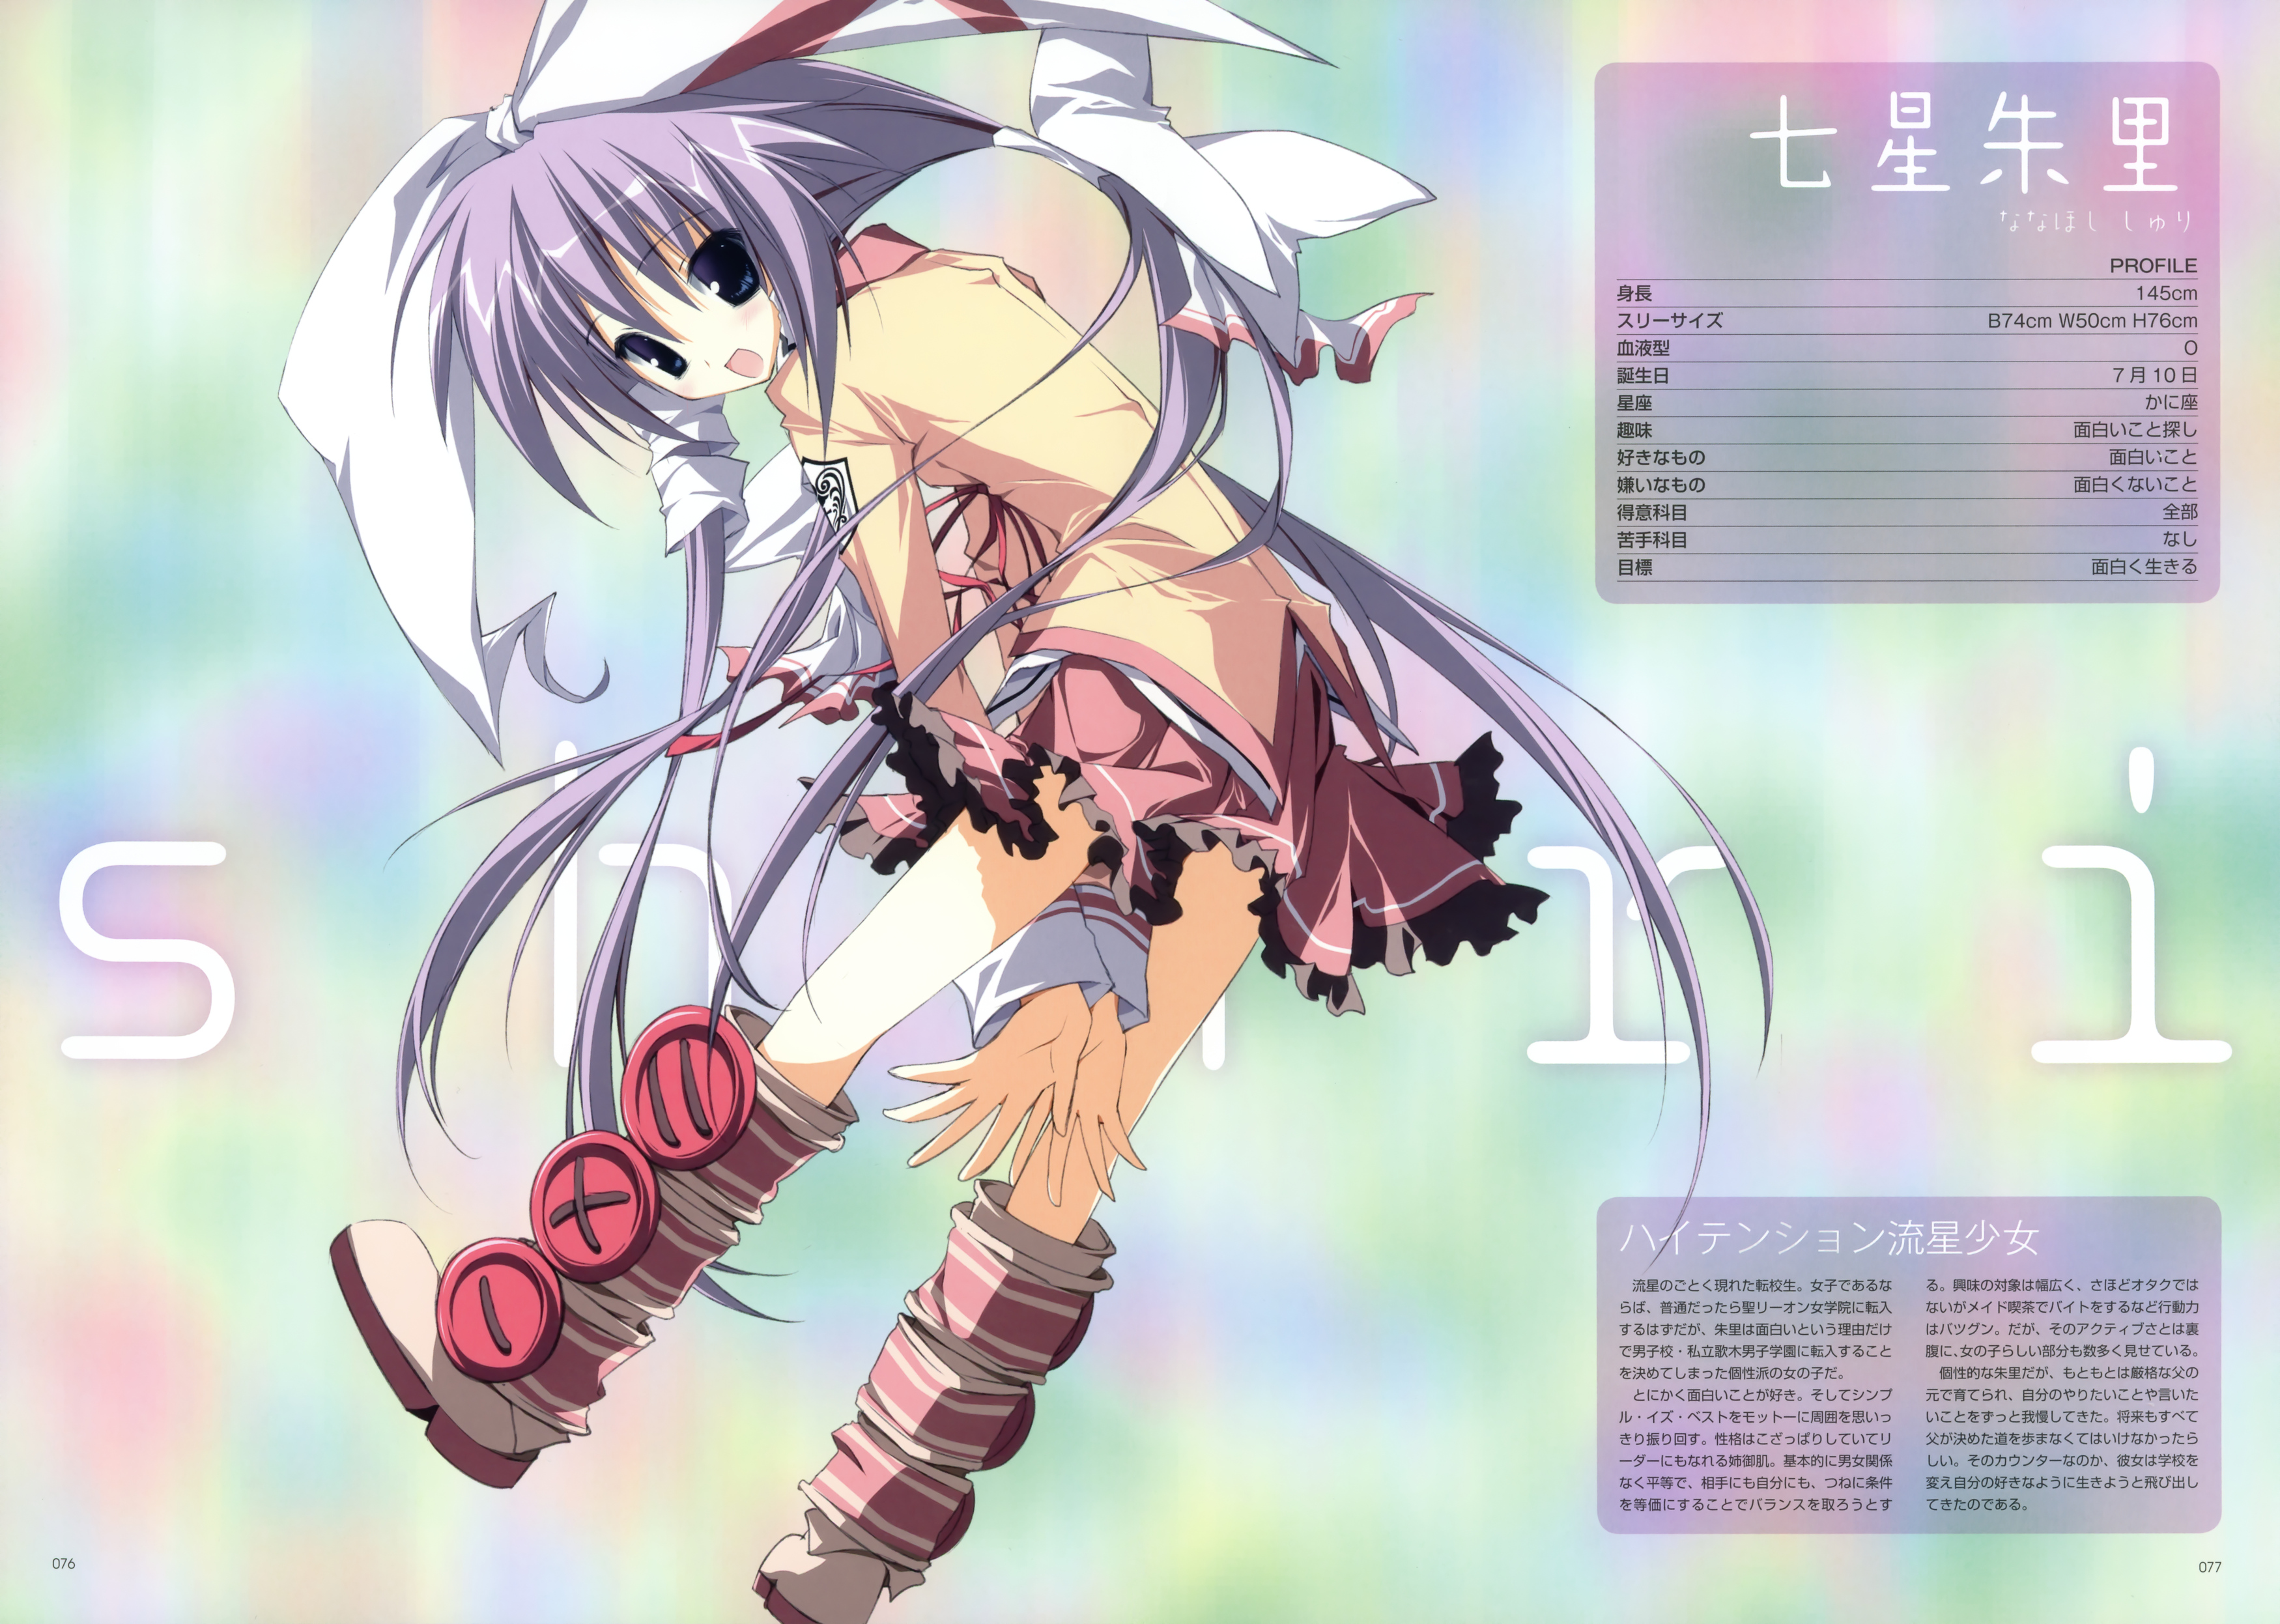 七星朱里
ななほし しゅり
PROFILE
身長 145cm
スリーサイズ B74cm W50cm H76cm
血液型 O
誕生日 7月10日
星座 かに座
趣味 面白いこと探し
好きなもの 面白いこと
嫌いなもの 面白くないこと
得意科目 全部
苦手科目 なし
目標 面白く生きる
shuri
ハイテンション流星少女
流星のごとく現れた転校生。女子であるな
らば、普通だったら聖リーオン女学院に転入
するはずだが、朱里は面白いという理由だけ
で男子校・私立歌木男子学園に転入すること
を決めてしまった個性派の女の子だ。
とにかく面白いことが好き。そしてシンプ
ル・イズ・ベストをモットーに周囲を思いっ
きり振り回す。性格はこざっぱりしていてリ
ーダーにもなれる姉御肌。基本的に男女関係
なく平等で、相手にも自分にも、つねに条件
を等価にすることでバランスを取ろうとす
る。興味の対象は幅広く、さほどオタクでは
ないがメイド喫茶でバイトをするなど行動力
はバツグン。だが、そのアクティブさとは裏
腹に、女の子らしい部分も数多く見せている。
個性的な朱里だが、もともとは厳格な父の
元で育てられ、自分のやりたいことや言いた
いことをずっと我慢してきた。将来もすべて
父が決めた道を歩まなくてはいけなかったら
しい。そのカウンターなのか、彼女は学校を
変え自分の好きなように生きようと飛び出し
てきたのである。
076
077